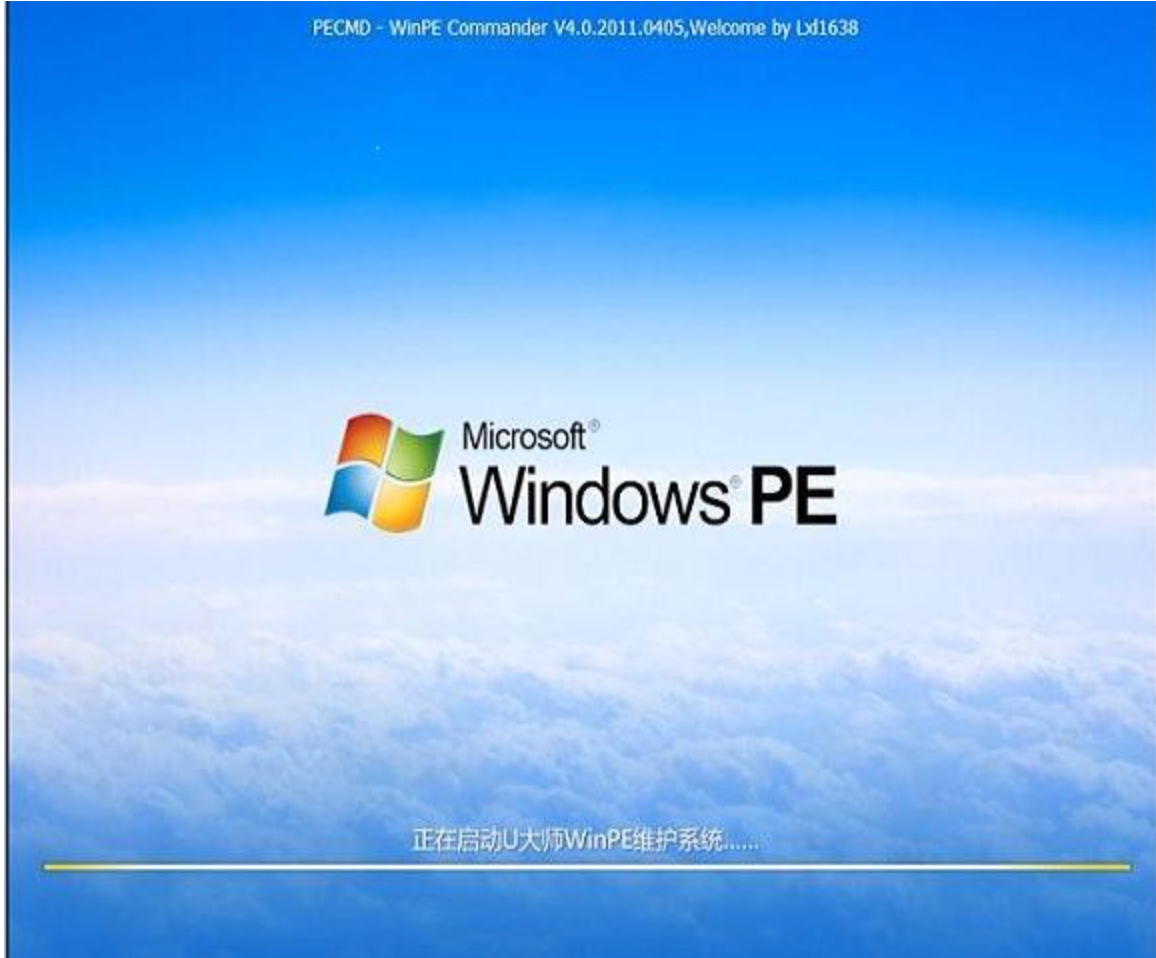 PECMD - WinPE Commander V4.0.2011.0405,Welcome by Lxl1638
Microsoft®
Windows® PE
正在启动U大师WinPE维护系统......